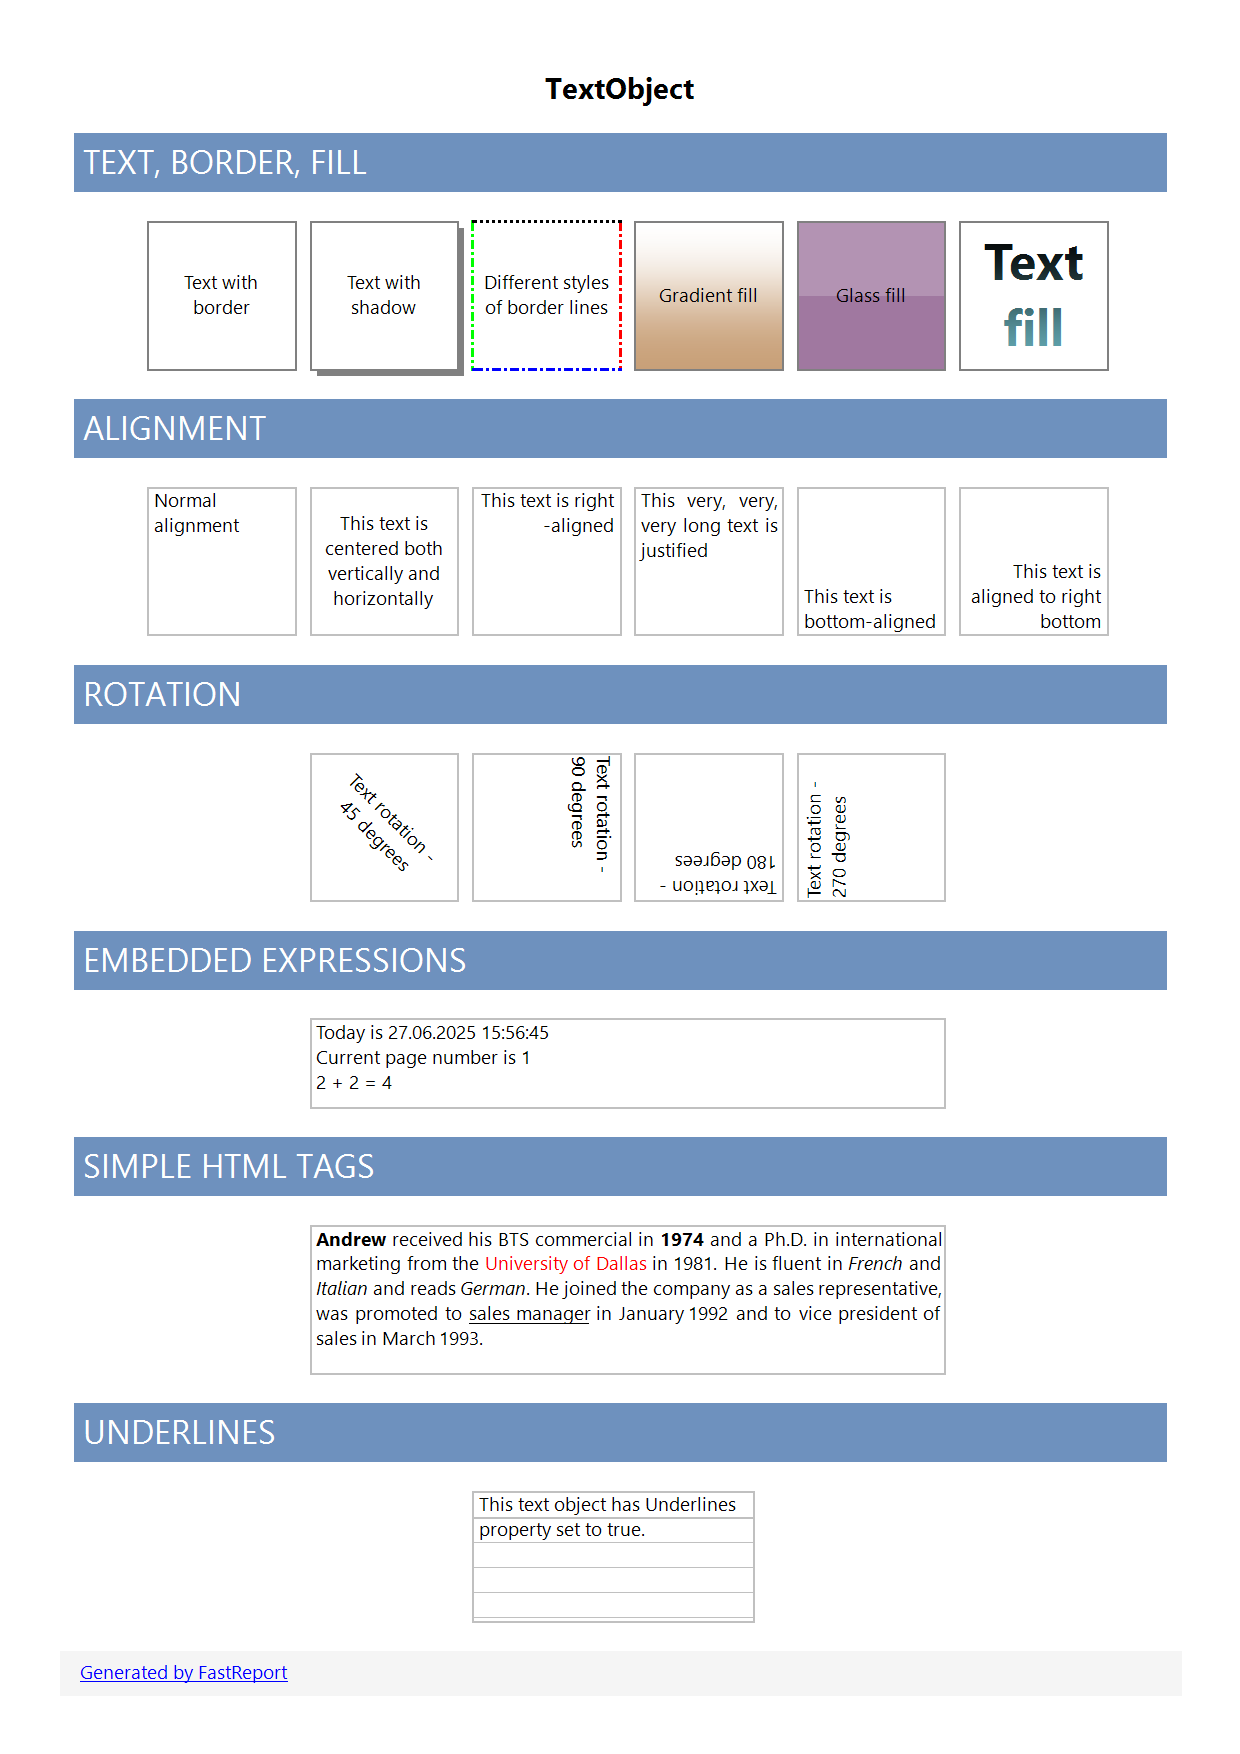 TextObject
TEXT, BORDER, FILL
Text with
border
Text with
shadow
Different styles
of border lines
Gradient fill
Glass fill
Text
fill
ALIGNMENT
Normal
alignment
This text is
centered both
vertically and
horizontally
This text is right
-aligned
This very, very,
very long text is
justified
This text is
bottom-aligned
This text is
aligned to right
bottom
ROTATION
Text rotation -
45 degrees
Text rotation -
90 degrees
Text rotation -
180 degrees
Text rotation -
270 degrees
EMBEDDED EXPRESSIONS
Today is 27.06.2025 15:56:45
Current page number is 1
2 + 2 = 4
SIMPLE HTML TAGS
Andrew received his BTS commercial in 1974 and a Ph.D. in international
marketing from the University of Dallas in 1981. He is fluent in French and
Italian and reads German. He joined the company as a sales representative,
was promoted to sales manager in January 1992 and to vice president of
sales in March 1993.
UNDERLINES
This text object has Underlines
property set to true.
Generated by FastReport